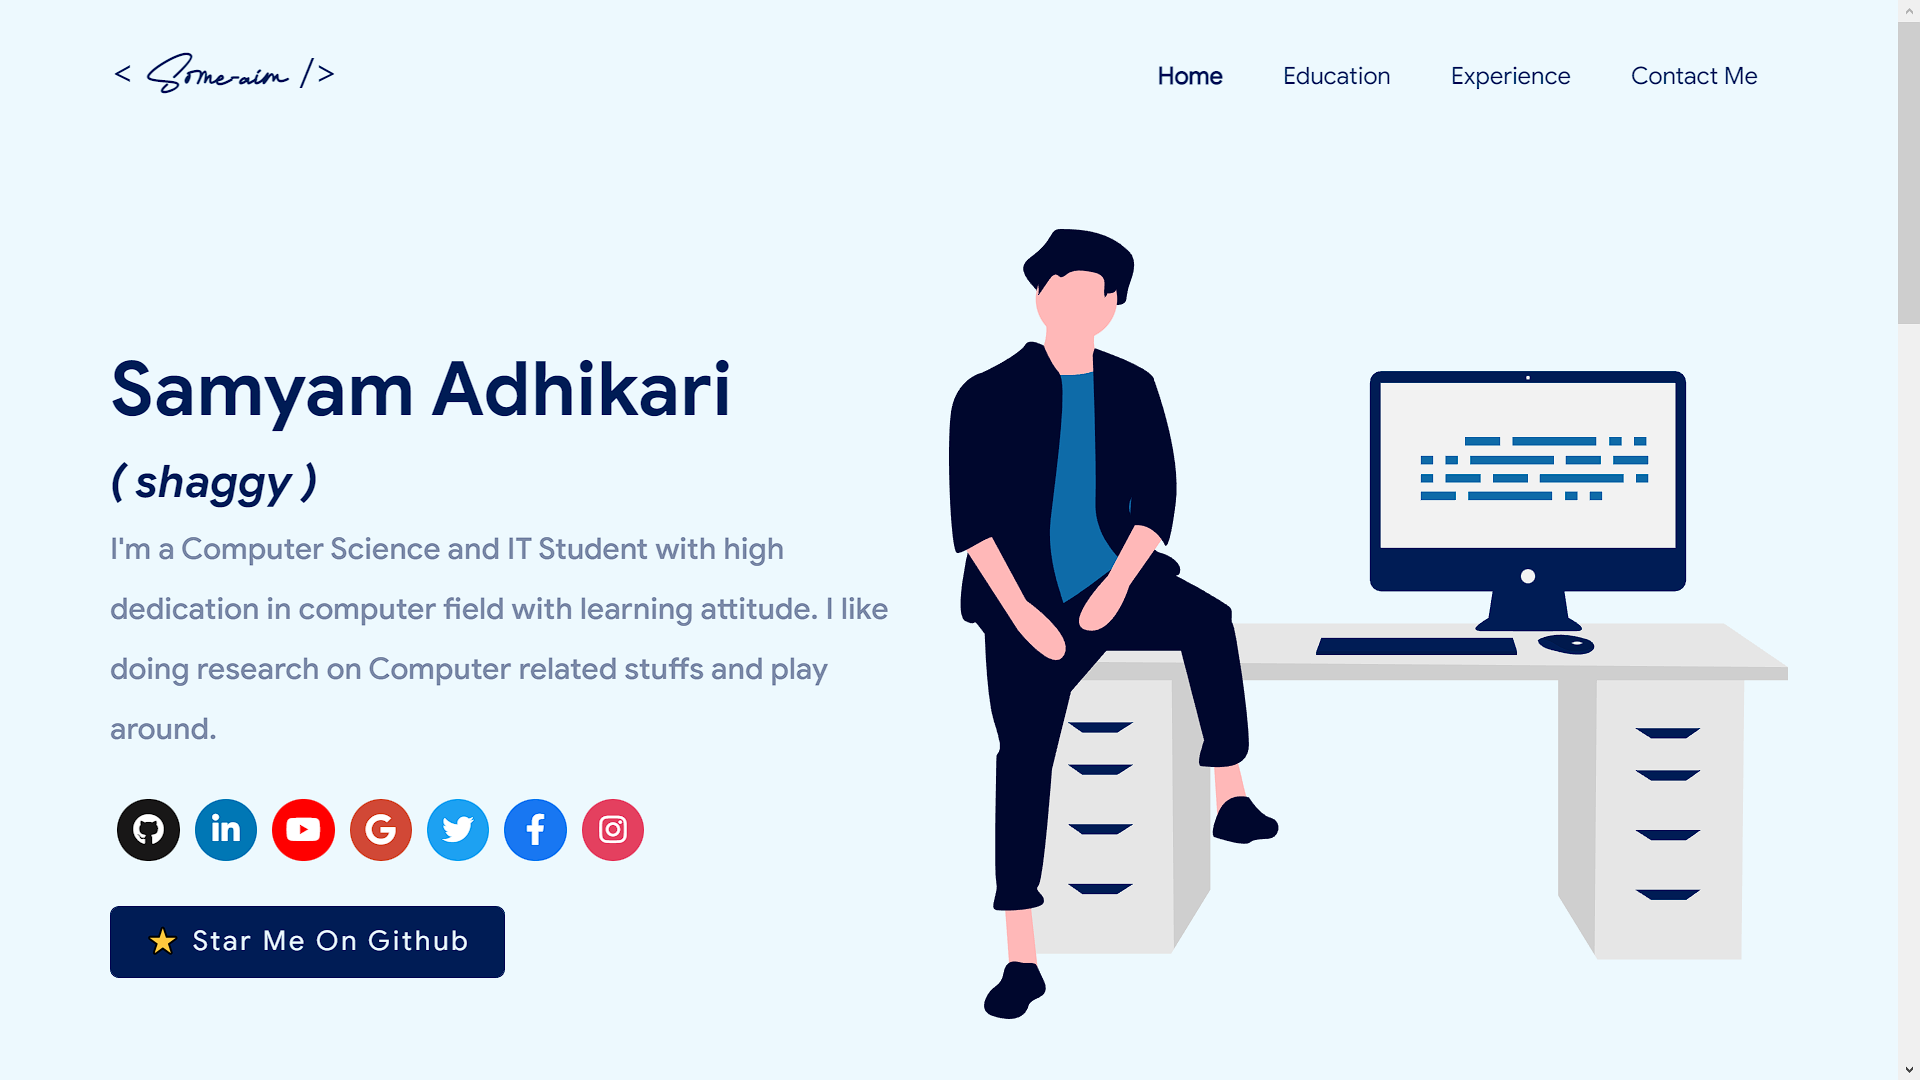 < Some-aim />
Home Education Experience Contact Me
Samyam Adhikari
( shaggy )
I'm a Computer Science and IT Student with high
dedication in computer field with learning attitude. I like
doing research on Computer related stuffs and play
around.
Star Me On Github